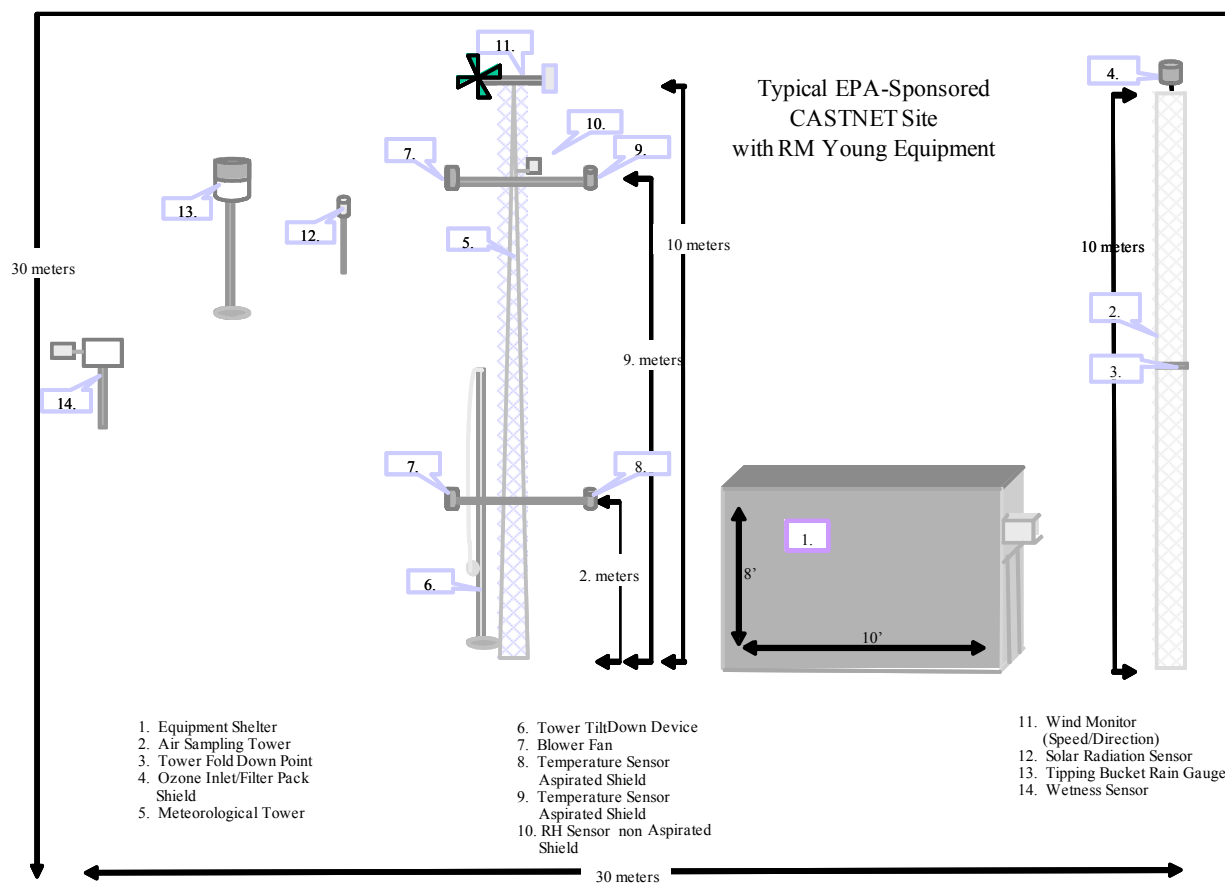 Typical EPA-Sponsored
CASTNET Site
with RM Young Equipment
11.
4.
10.
7.
9.
13.
12.
5.
10 meters
10 meters
30 meters
2.
9. meters
3.
14.
7.
8.
1.
2. meters
8’
6.
10’
1. Equipment Shelter
2. Air Sampling Tower
3. Tower Fold Down Point
4. Ozone Inlet/Filter Pack
Shield
5. Meteorological Tower
6. Tower TiltDown Device
7. Blower Fan
8. Temperature Sensor
Aspirated Shield
9. Temperature Sensor
Aspirated Shield
10. RH Sensor non Aspirated
Shield
11. Wind Monitor
(Speed/Direction)
12. Solar Radiation Sensor
13. Tipping Bucket Rain Gauge
14. Wetness Sensor
30 meters